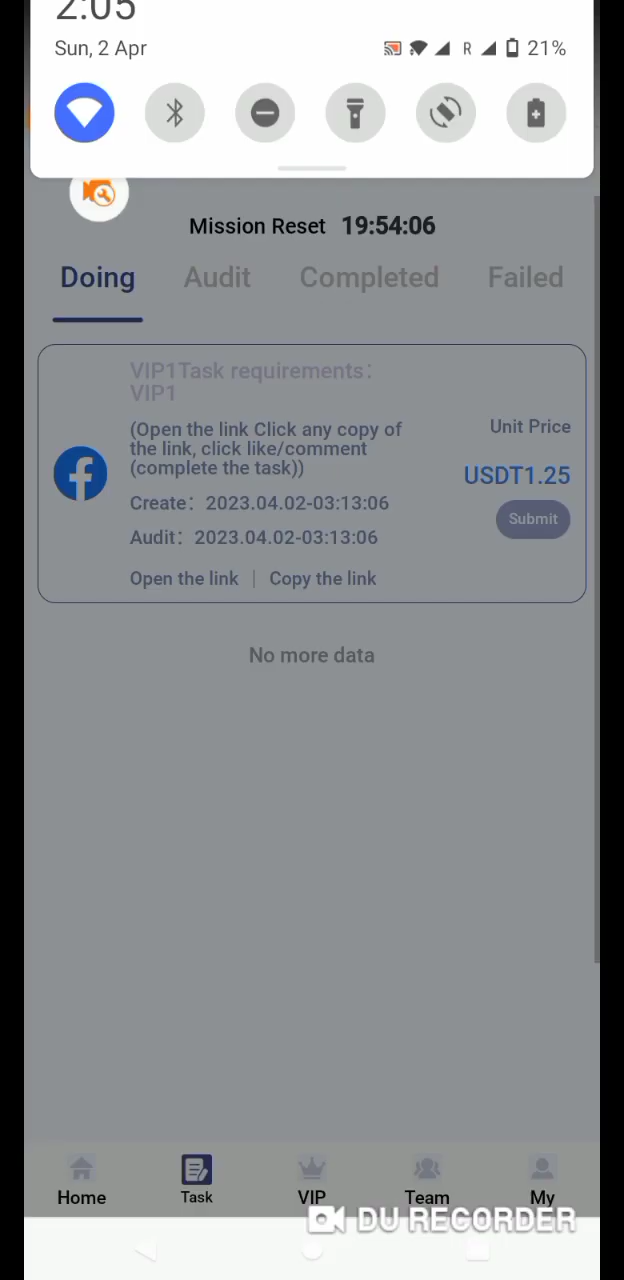 2:05
Sun, 2 Apr
R 21%
Mission Reset 19:54:06
Doing Audit Completed Failed
VIP1Task requirements：
VIP1
(Open the link Click any copy of
the link, click like/comment
(complete the task))
Unit Price
USDT1.25
Submit
Create：2023.04.02-03:13:06
Audit：2023.04.02-03:13:06
Open the link | Copy the link
No more data
Home Task VIP Team My
DU RECORDER